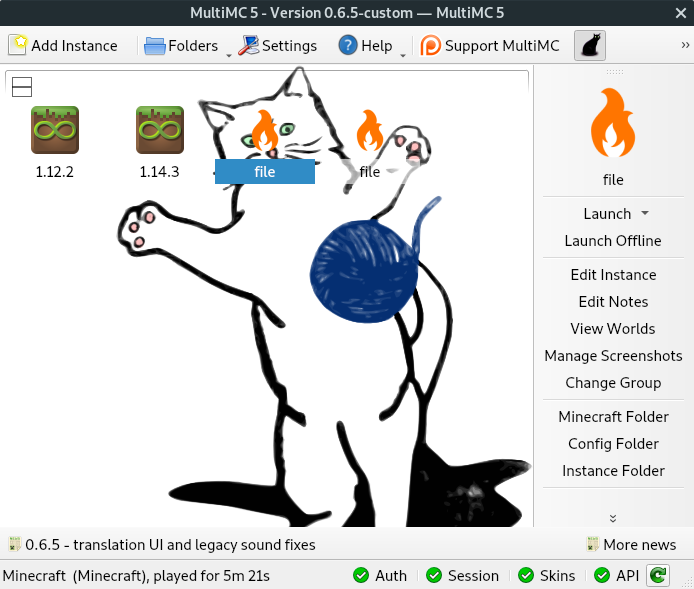 MultiMC 5 - Version 0.6.5-custom — MultiMC 5
Add Instance Folders Settings Help Support MultiMC
1.12.2 1.14.3 file file
file
Launch
Launch Offline
Edit Instance
Edit Notes
View Worlds
Manage Screenshots
Change Group
Minecraft Folder
Config Folder
Instance Folder
0.6.5 - translation UI and legacy sound fixes More news
Minecraft (Minecraft), played for 5m 21s Auth Session Skins API